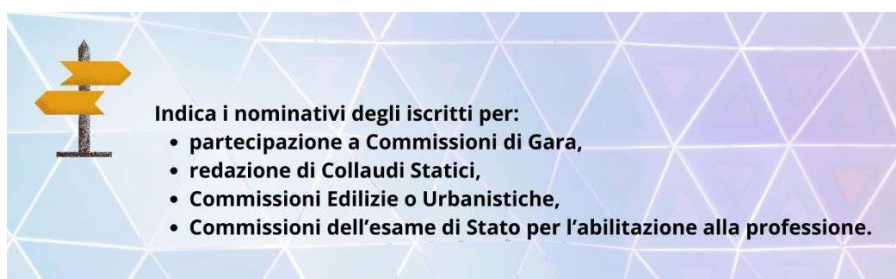 Indica i nominativi degli iscritti per:
• partecipazione a Commissioni di Gara,
• redazione di Collaudi Statici,
• Commissioni Edilizie o Urbanistiche,
• Commissioni dell’esame di Stato per l’abilitazione alla professione.